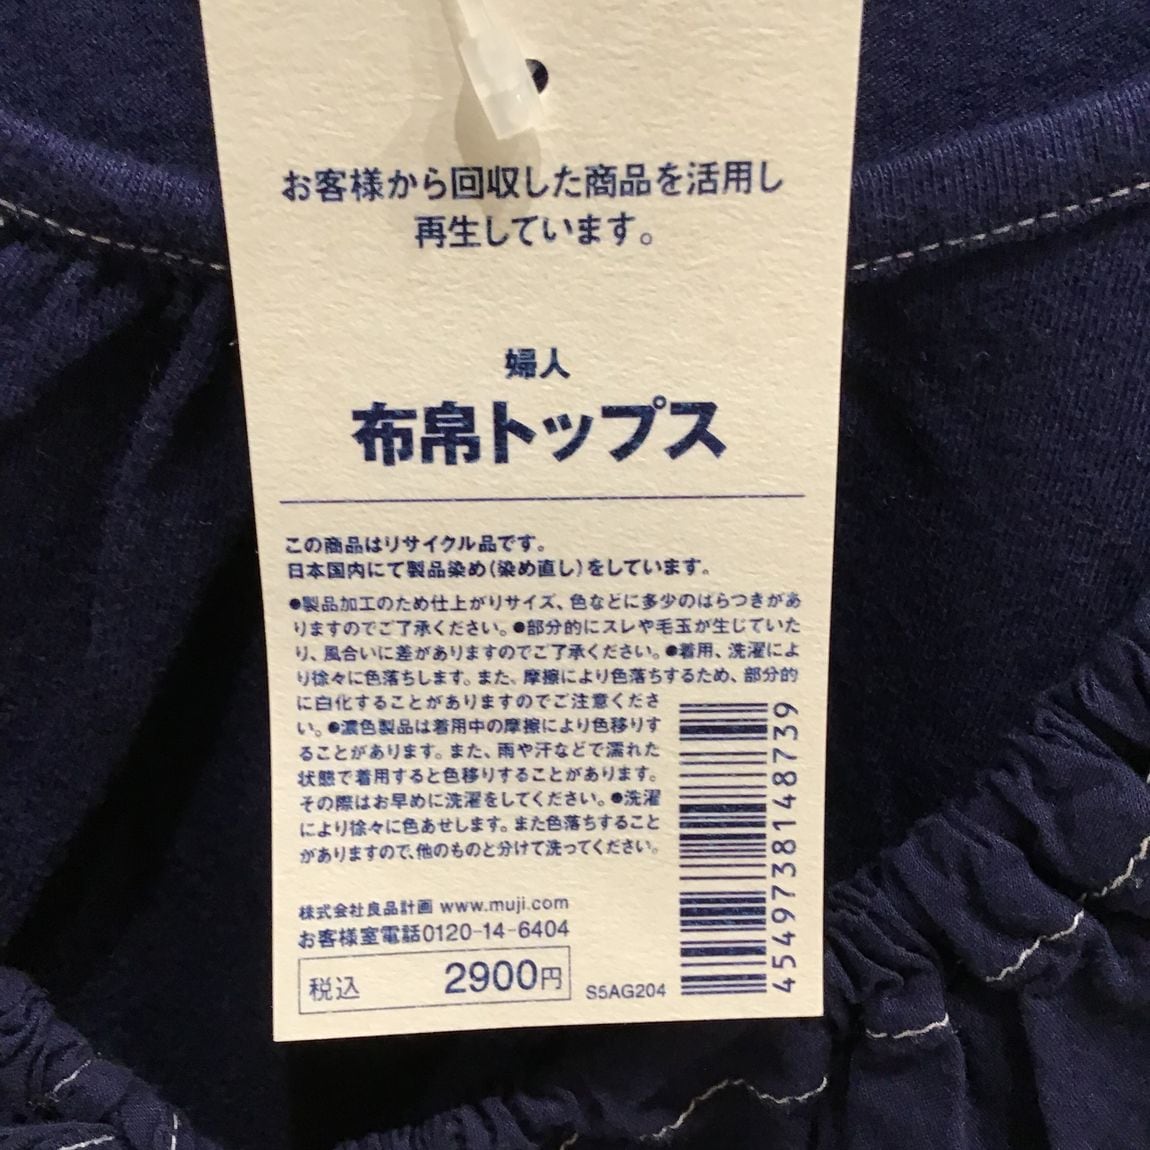 お客様から回収した商品を活用し
再生しています。
婦人
布帛トップス
この商品はリサイクル品です。
日本国内にて製品染め(染め直し)をしています。
●製品加工のため仕上がりサイズ、色などに多少のばらつきがあ
りますのでご了承ください。●部分的にスレや毛玉が生じていた
り、風合いに差がありますのでご了承ください。●着用、洗濯によ
り徐々に色落ちします。また、摩擦により色落ちするため、部分的
に白化することがありますのでご注意くださ
い。●濃色製品は着用中の摩擦により色移りす
ることがあります。また、雨や汗などで濡れた
状態で着用すると色移りすることがあります。
その際はお早めに洗濯をしてください。●洗濯
により徐々に色あせします。また色落ちすること
がありますので、他のものと分けて洗ってください。
株式会社良品計画 www.muji.com
お客様室電話0120-14-6404
税込 2900円
S5AG204
4549738148739